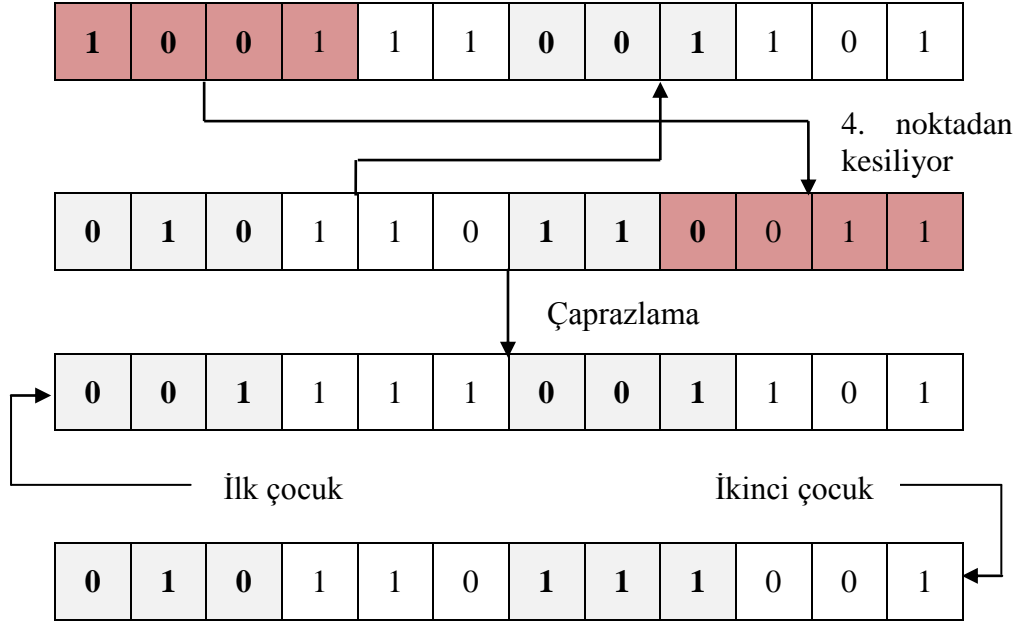 1 0 0 1 1 1 0 0 1 1 0 1
4. noktadan
kesiliyor
0 1 0 1 1 0 1 1 0 0 1 1
Çaprazlama
0 0 1 1 1 1 0 0 1 1 0 1
İlk çocuk İkinci çocuk
0 1 0 1 1 0 1 1 1 0 0 1